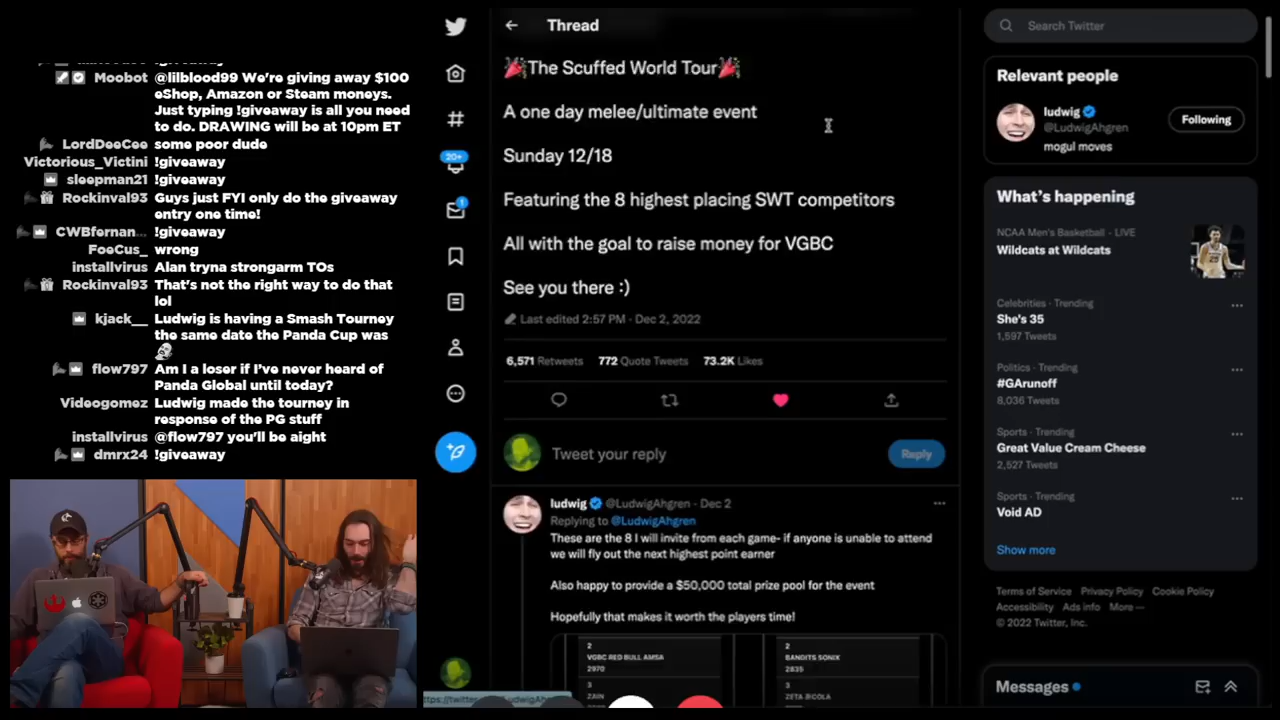 !giveaway
Moobot @lilblood99 We're giving away $100
eShop, Amazon or Steam moneys.
Just typing !giveaway is all you need
to do. DRAWING will be at 10pm ET
LordDeeCee some poor dude
Victorious_Victini !giveaway
sleepman21 !giveaway
Rockinval93 Guys just FYI only do the giveaway
entry one time!
CWBfernan... !giveaway
FoeCus_ wrong
installvirus Alan tryna strongarm TOs
Rockinval93 That's not the right way to do that
lol
kjack__ Ludwig is having a Smash Tourney
the same date the Panda Cup was
flow797 Am I a loser if I've never heard of
Panda Global until today?
Videogomez Ludwig made the tourney in
response of the PG stuff
installvirus @flow797 you'll be aight
dmrx24 !giveaway
20+
1
Thread
🎉The Scuffed World Tour🎉
A one day melee/ultimate event
Sunday 12/18
Featuring the 8 highest placing SWT competitors
All with the goal to raise money for VGBC
See you there :)
Last edited 2:57 PM · Dec 2, 2022
6,571 Retweets 772 Quote Tweets 73.2K Likes
Tweet your reply
Reply
ludwig @LudwigAhgren · Dec 2
Replying to @LudwigAhgren
These are the 8 I will invite from each game- if anyone is unable to attend
we will fly out the next highest point earner
Also happy to provide a $50,000 total prize pool for the event
Hopefully that makes it worth the players time!
2
VGBC RED BULL AMSA
2970
3
ZAIN
2
BANDITS SONIX
2835
3
ZETA BICOLA
Search Twitter
Relevant people
ludwig
@LudwigAhgren
Following
mogul moves
What's happening
NCAA Men's Basketball · LIVE
Wildcats at Wildcats
Celebrities · Trending
She's 35
1,597 Tweets
Politics · Trending
#GArunoff
8,036 Tweets
Sports · Trending
Great Value Cream Cheese
2,527 Tweets
Sports · Trending
Void AD
Show more
Terms of Service Privacy Policy Cookie Policy
Accessibility Ads info More ···
© 2022 Twitter, Inc.
Messages